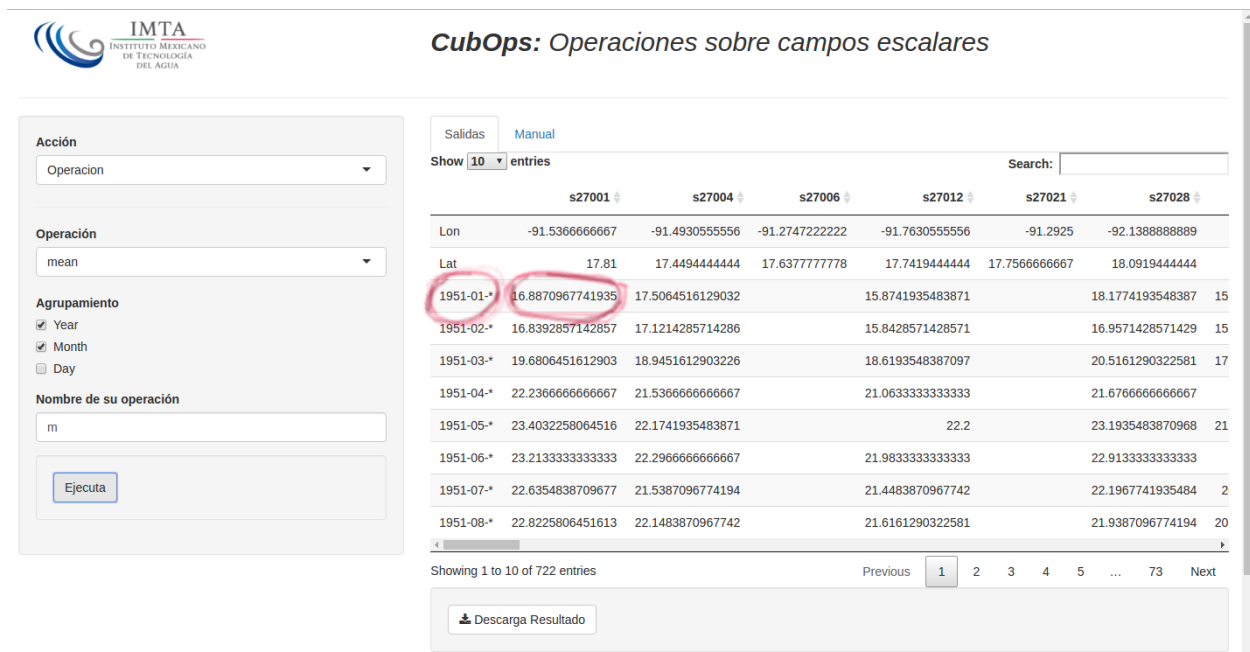 IMTA
INSTITUTO MEXICANO
DE TECNOLOGÍA
DEL AGUA
CubOps: Operaciones sobre campos escalares
Acción
Operacion
Operación
mean
Agrupamiento
Year
Month
Day
Nombre de su operación
m
Ejecuta
Salidas Manual
Show 10 entries Search:
s27001 s27004 s27006 s27012 s27021 s27028
Lon -91.5366666667 -91.4930555556 -91.2747222222 -91.7630555556 -91.2925 -92.1388888889
Lat 17.81 17.4494444444 17.6377777778 17.7419444444 17.7566666667 18.0919444444
1951-01-* 16.8870967741935 17.5064516129032 15.8741935483871 18.1774193548387 15
1951-02-* 16.8392857142857 17.1214285714286 15.8428571428571 16.9571428571429 15
1951-03-* 19.6806451612903 18.9451612903226 18.6193548387097 20.5161290322581 17
1951-04-* 22.2366666666667 21.5366666666667 21.0633333333333 21.6766666666667
1951-05-* 23.4032258064516 22.1741935483871 22.2 23.1935483870968 21
1951-06-* 23.2133333333333 22.2966666666667 21.9833333333333 22.9133333333333
1951-07-* 22.6354838709677 21.5387096774194 21.4483870967742 22.1967741935484 2
1951-08-* 22.8225806451613 22.1483870967742 21.6161290322581 21.9387096774194 20
Showing 1 to 10 of 722 entries Previous 1 2 3 4 5 … 73 Next
Descarga Resultado